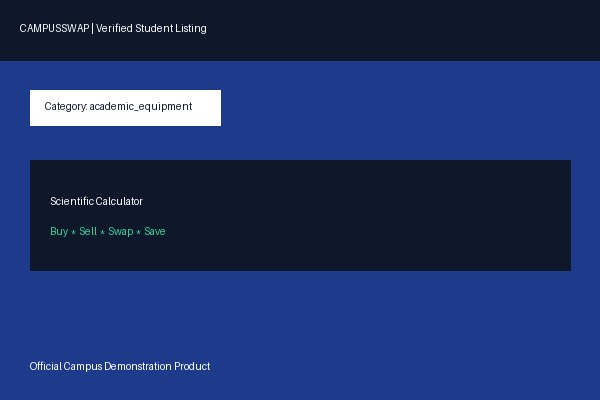 CAMPUSSWAP | Verified Student Listing
Category: academic_equipment
Scientific Calculator
Buy * Sell * Swap * Save
Official Campus Demonstration Product